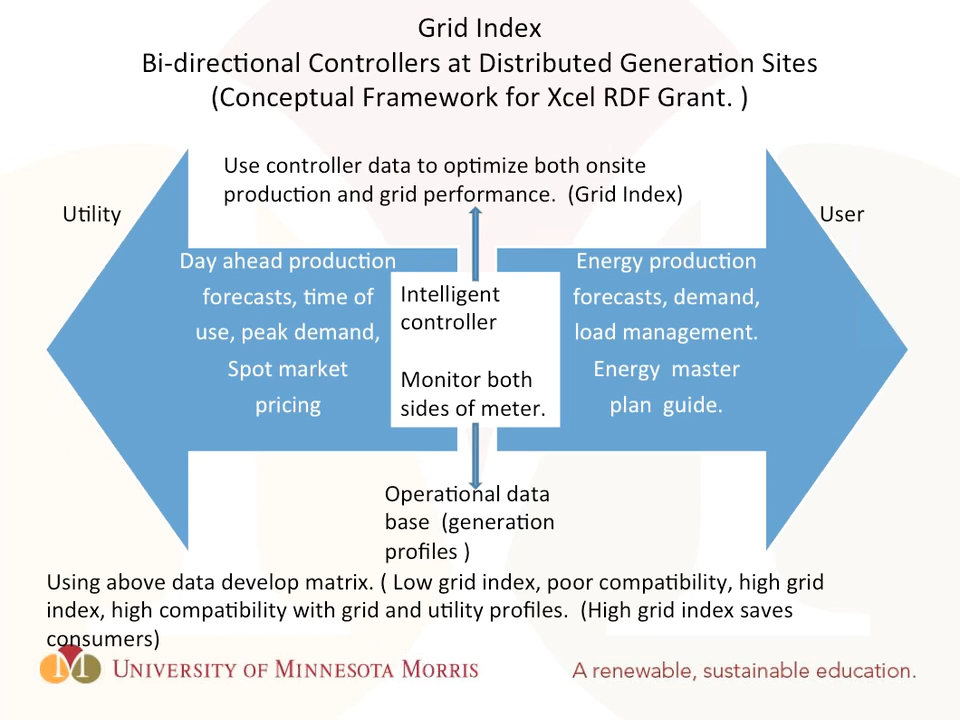 Grid Index
Bi-directional Controllers at Distributed Generation Sites
(Conceptual Framework for Xcel RDF Grant. )
Use controller data to optimize both onsite
production and grid performance.  (Grid Index)
Utility
User
Day ahead production
forecasts, time of
use, peak demand,
Spot market
pricing
Intelligent
controller
Monitor both
sides of meter.
Energy production
forecasts, demand,
load management.
Energy  master
plan  guide.
Operational data
base  (generation
profiles )
Using above data develop matrix. ( Low grid index, poor compatibility, high grid
index, high compatibility with grid and utility profiles.  (High grid index saves
consumers)
M UNIVERSITY OF MINNESOTA MORRIS
A renewable, sustainable education.